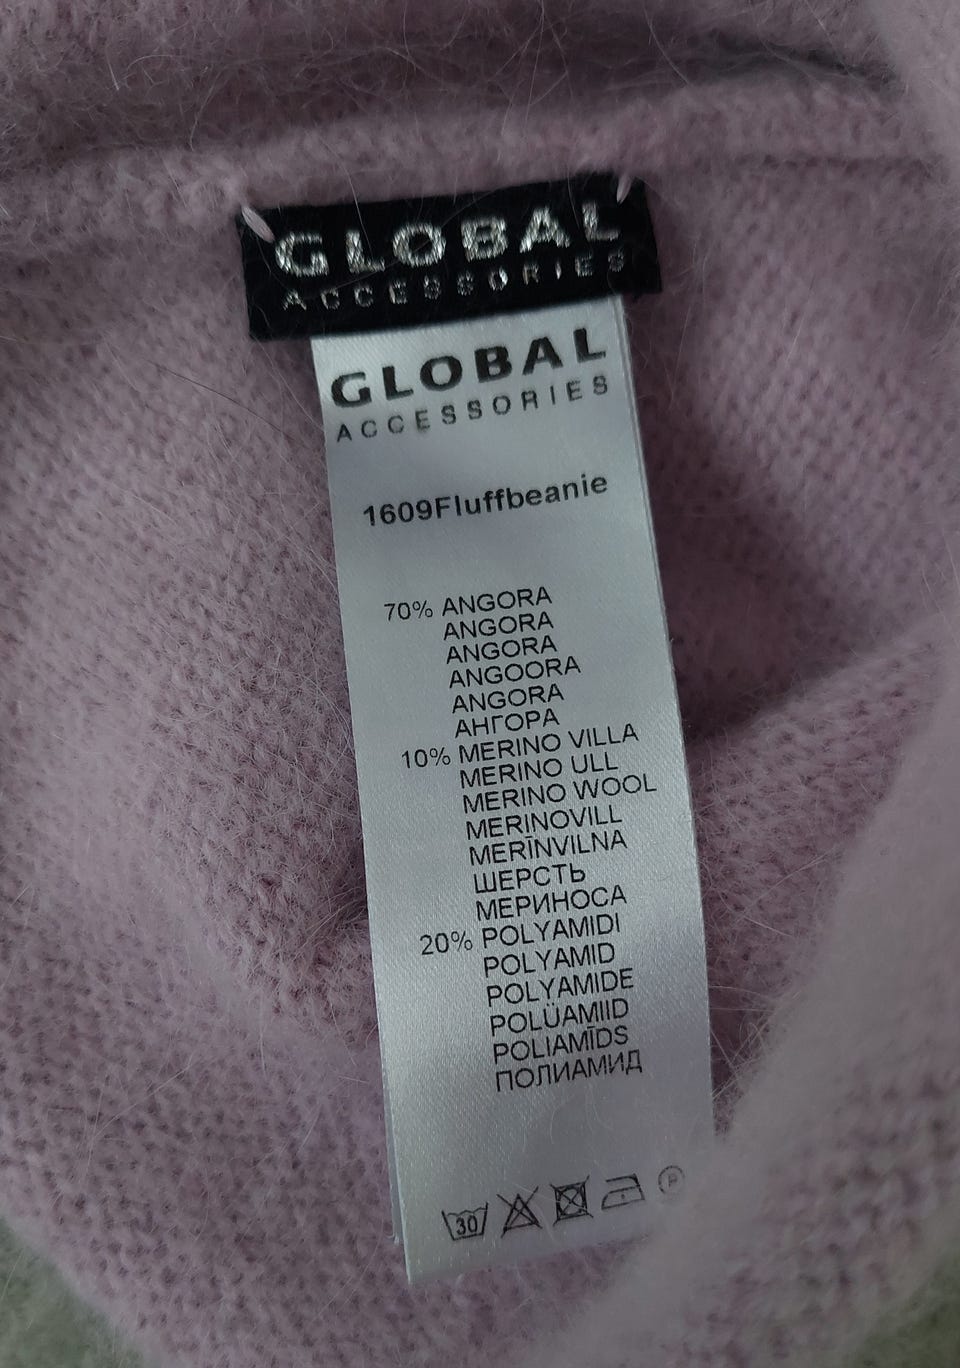 GLOBAL
ACCESSORIES
GLOBAL
ACCESSORIES
1609Fluffbeanie
70% ANGORA
ANGORA
ANGORA
ANGOORA
ANGORA
АНГОРА
10% MERINO VILLA
MERINO ULL
MERINO WOOL
MERINOVILL
MERĪNVILNA
ШЕРСТЬ
МЕРИНОСА
20% POLYAMIDI
POLYAMID
POLYAMIDE
POLÜAMIID
POLIAMĪDS
ПОЛИАМИД
30 P